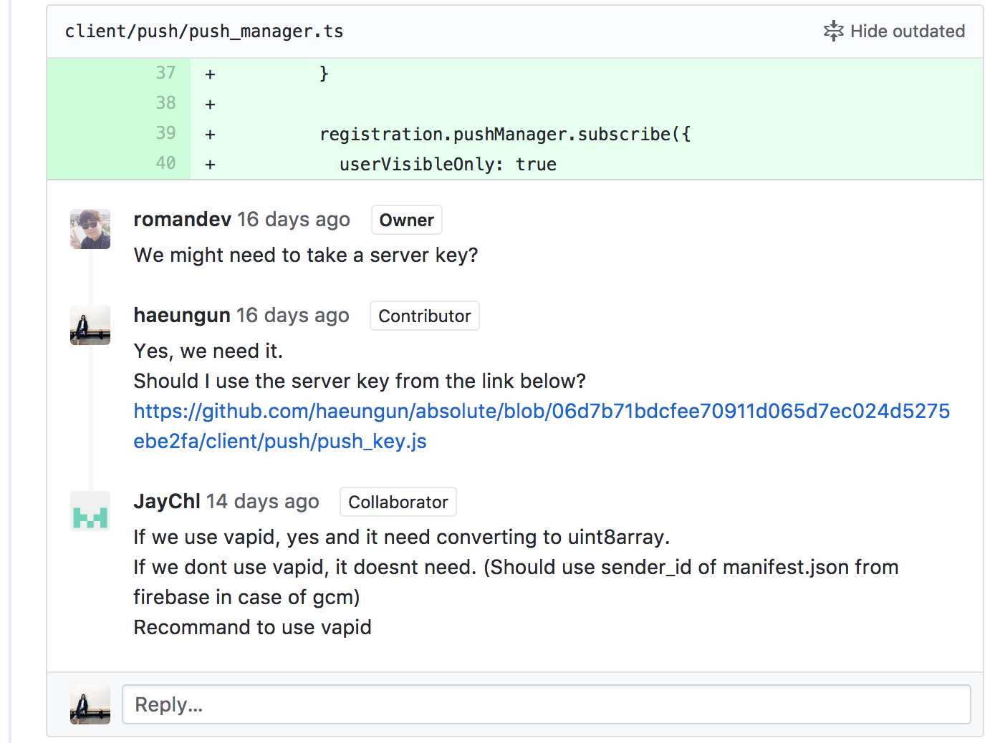 client/push/push_manager.ts Hide outdated
37 + }
38 +
39 + registration.pushManager.subscribe({
40 + userVisibleOnly: true
romandev 16 days ago Owner
We might need to take a server key?
haeungun 16 days ago Contributor
Yes, we need it.
Should I use the server key from the link below?
https://github.com/haeungun/absolute/blob/06d7b71bdcfee70911d065d7ec024d5275
ebe2fa/client/push/push_key.js
JayChl 14 days ago Collaborator
If we use vapid, yes and it need converting to uint8array.
If we dont use vapid, it doesnt need. (Should use sender_id of manifest.json from
firebase in case of gcm)
Recommand to use vapid
Reply...